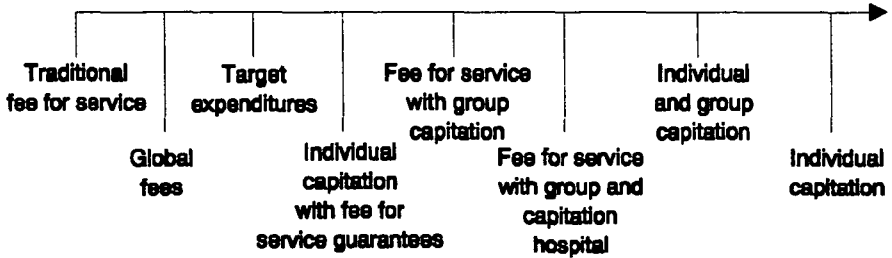 Traditional
fee for service
Global
fees
Target
expenditures
Individual
capitation
with fee for
service guarantees
Fee for service
with group
capitation
Fee for service
with group and
capitation
hospital
Individual
and group
capitation
Individual
capitation